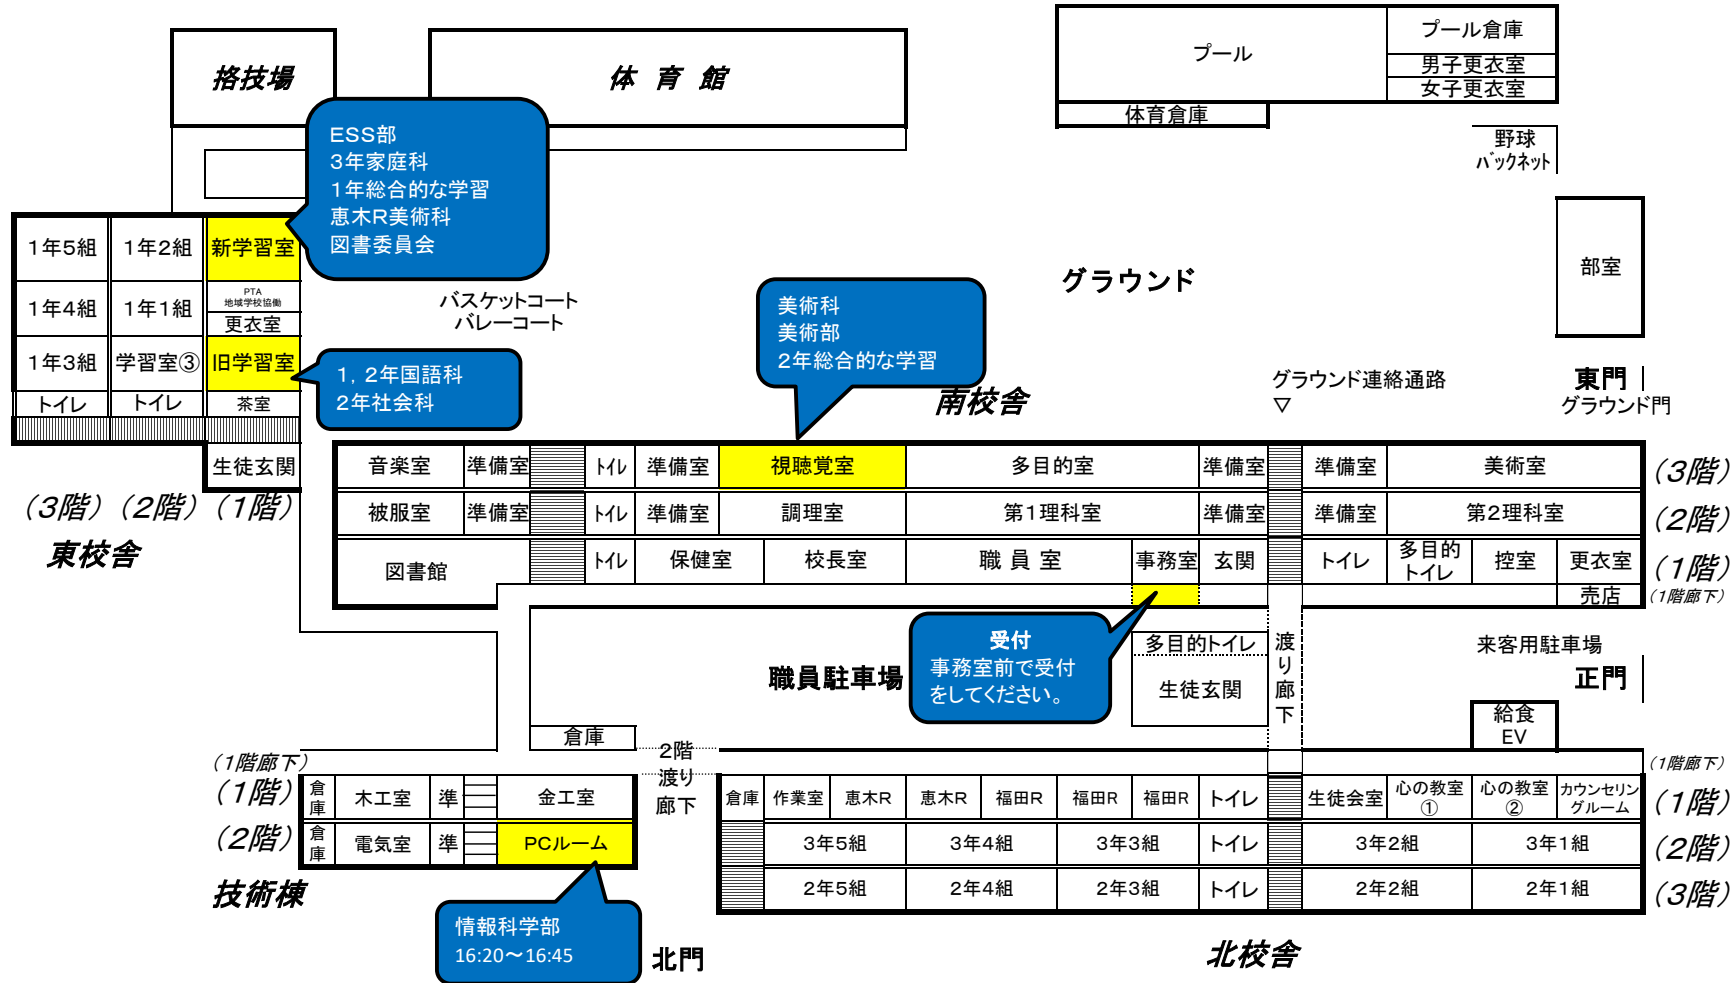 プール
プール倉庫
男子更衣室
女子更衣室
体育倉庫
野球
バックネット
格技場
体 育 館
ESS部
3年家庭科
1年総合的な学習
恵木R美術科
図書委員会
1年5組
1年2組
新学習室
PTA
地域学校協働
1年4組
1年1組
更衣室
1年3組
学習室③
旧学習室
トイレ
トイレ
茶室
生徒玄関
(3階)
(2階)
(1階)
東校舎
1,2年国語科
2年社会科
バスケットコート
バレーコート
美術科
美術部
2年総合的な学習
グラウンド
部室
グラウンド連絡通路
▽
東門
グラウンド門
南校舎
音楽室
準備室
トイレ
準備室
視聴覚室
多目的室
準備室
準備室
美術室
(3階)
被服室
準備室
トイレ
準備室
調理室
第1理科室
準備室
準備室
第2理科室
(2階)
図書館
トイレ
保健室
校長室
職 員 室
事務室
玄関
トイレ
多目的
トイレ
控室
更衣室
(1階)
売店
(1階廊下)
受付
事務室前で受付
をしてください。
職員駐車場
多目的トイレ
生徒玄関
渡り廊下
来客用駐車場
正門
給食
EV
倉庫
2階
渡り
廊下
(1階廊下)
(1階)
倉庫
木工室
準
金工室
(2階)
倉庫
電気室
準
PCルーム
技術棟
情報科学部
16:20~16:45
北門
(1階廊下)
倉庫
作業室
恵木R
恵木R
福田R
福田R
福田R
トイレ
生徒会室
心の教室
①
心の教室
②
カウンセリン
グルーム
(1階)
3年5組
3年4組
3年3組
トイレ
3年2組
3年1組
(2階)
2年5組
2年4組
2年3組
トイレ
2年2組
2年1組
(3階)
北校舎